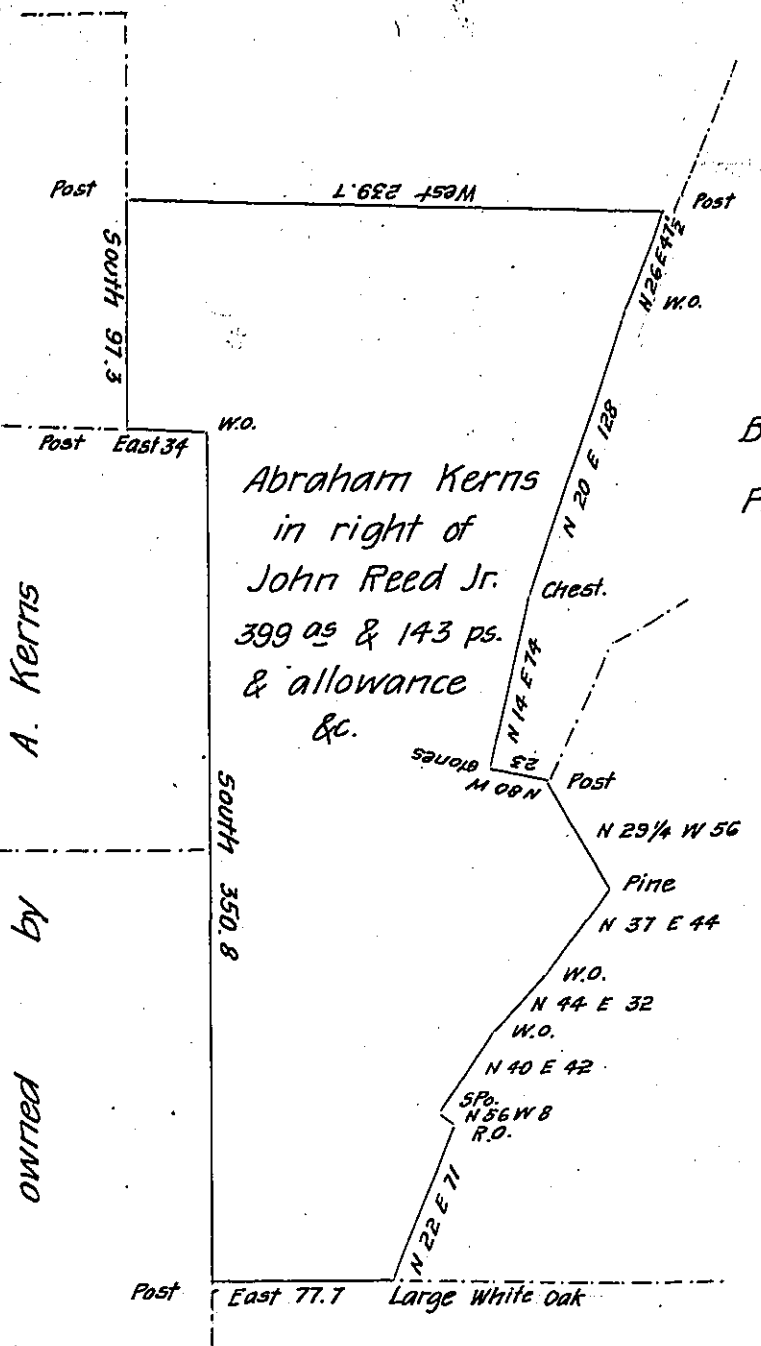 Post
West 239.7
Post
South 97.3
N 26 E 47½
W.O.
Post East 34
W.O.
N 20 E 128
Abraham Kerns
in right of
John Reed Jr.
399 as & 143 ps.
& allowance
&c.
Chest.
N 14 E 74
Stones
N 80 W 23
Post
N 29¼ W 56
Pine
N 37 E 44
W.O.
N 44 E 32
W.O.
N 40 E 42
SPo.
N 56 W 8
R.O.
N 22 E 71
South 350.8
Post East 77.7 Large White Oak
owned by A. Kerns